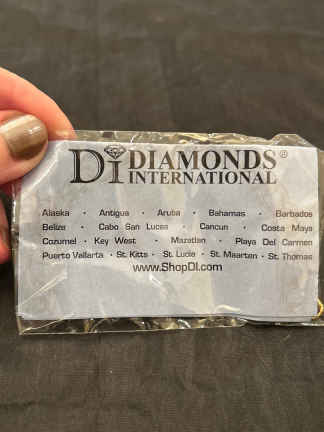 Di DIAMONDS®
INTERNATIONAL
Alaska · Antigua · Aruba · Bahamas · Barbados
Belize · Cabo San Lucas · Cancun · Costa Maya
Cozumel · Key West · Mazatlan · Playa Del Carmen
Puerto Vallarta · St. Kitts · St. Lucia · St. Maarten · St. Thomas
www.ShopDI.com